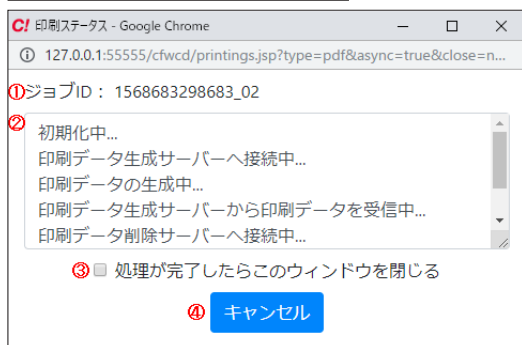 C! 印刷ステータス - Google Chrome
127.0.0.1:55555/cfwcd/printings.jsp?type=pdf&async=true&close=n...
①ジョブID： 1568683298683_02
②
初期化中...
印刷データ生成サーバーへ接続中...
印刷データの生成中...
印刷データ生成サーバーから印刷データを受信中...
印刷データ削除サーバーへ接続中...
③ 処理が完了したらこのウィンドウを閉じる
④ キャンセル